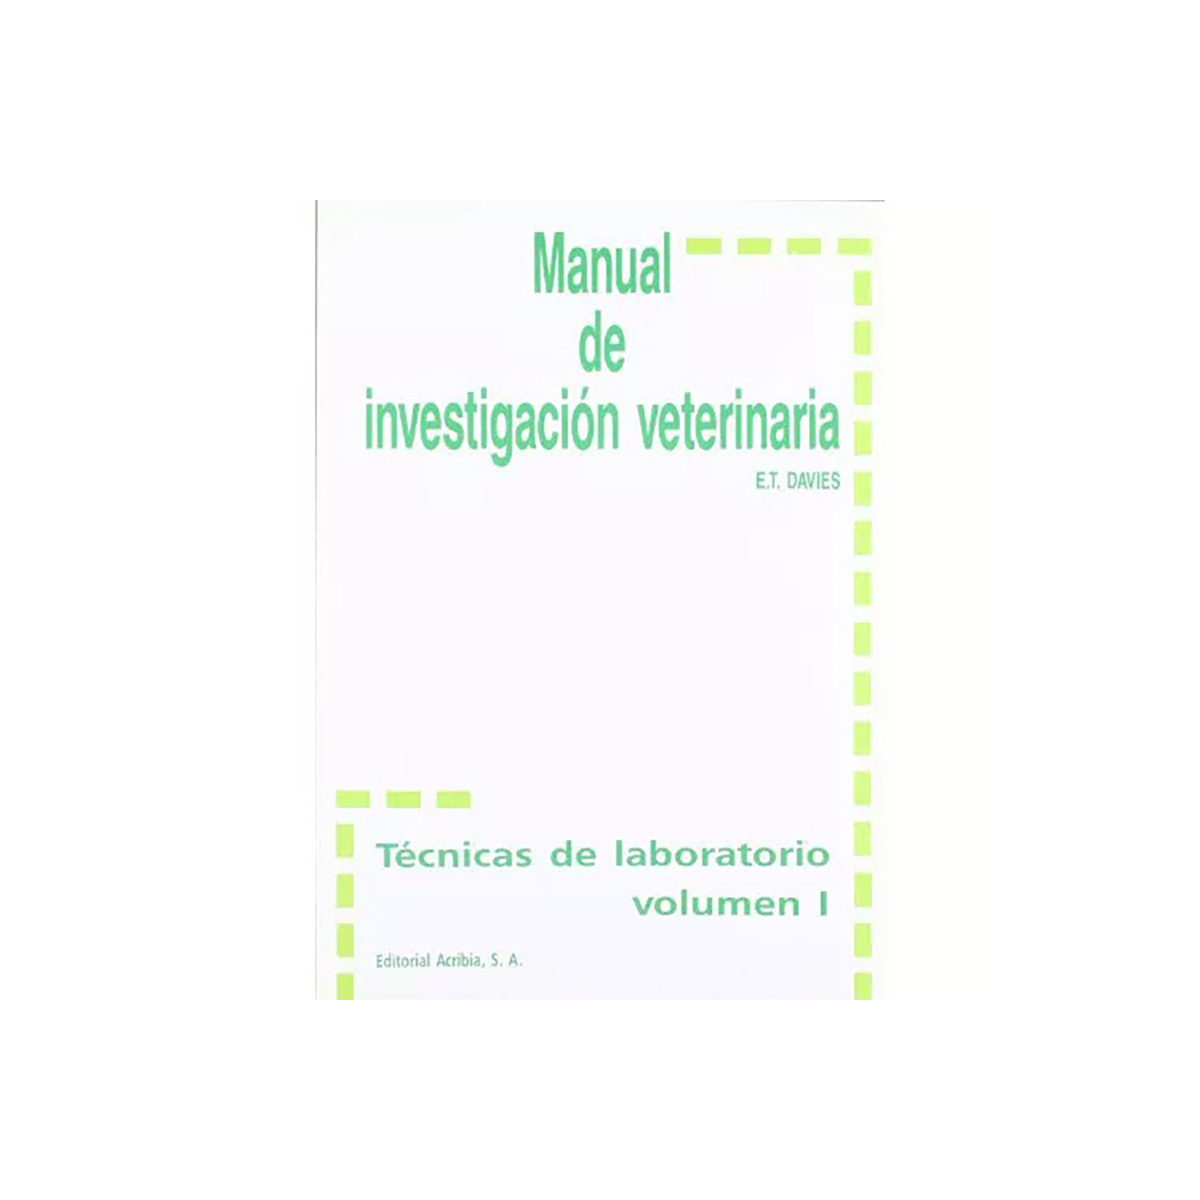 Manual
de
investigación veterinaria
E.T. DAVIES
Técnicas de laboratorio
volumen I
Editorial Acribia, S. A.